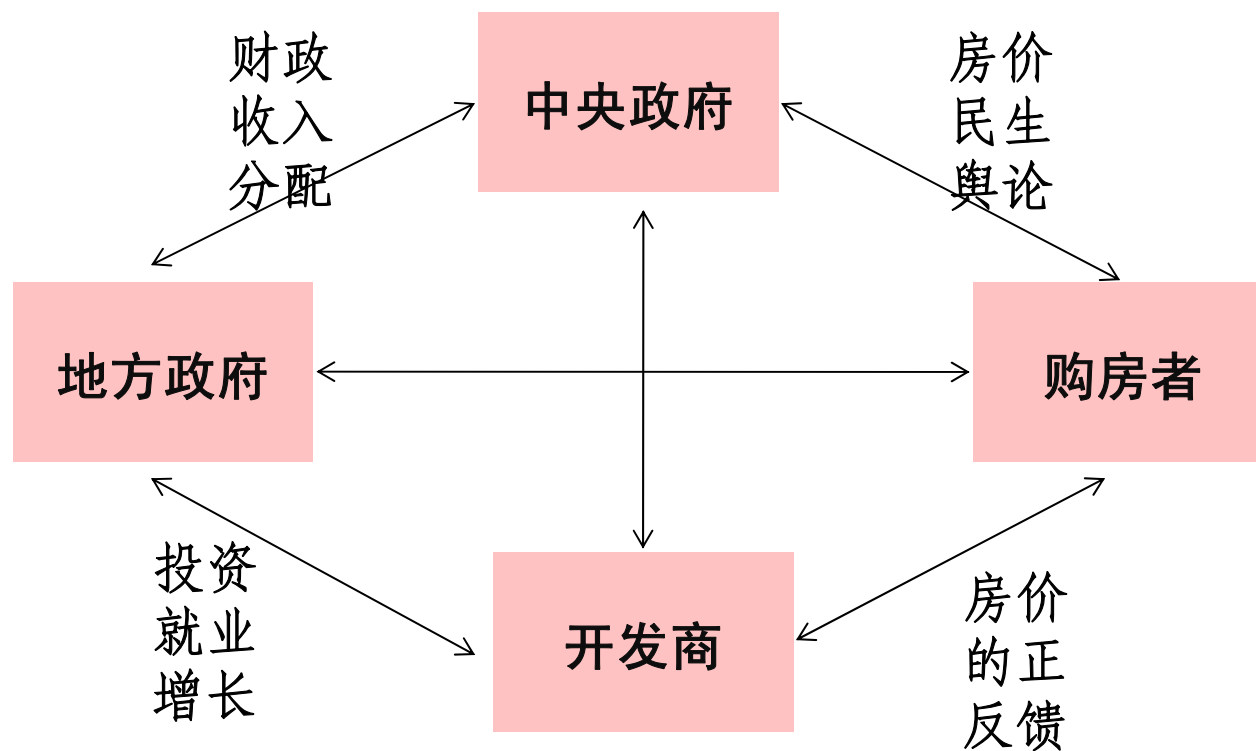 财政
收入
分配
中央政府
房价
民生
舆论
地方政府
购房者
投资
就业
增长
开发商
房价
的正
反馈